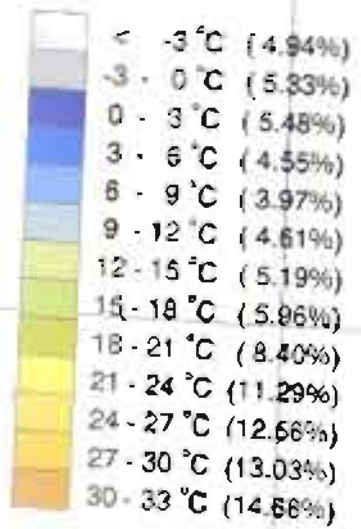 < -3 °C (4.94%)
-3 - 0 °C (5.33%)
0 - 3 °C (5.48%)
3 - 6 °C (4.55%)
6 - 9 °C (3.97%)
9 - 12 °C (4.61%)
12 - 15 °C (5.19%)
15 - 18 °C (5.96%)
18 - 21 °C (8.40%)
21 - 24 °C (11.29%)
24 - 27 °C (12.56%)
27 - 30 °C (13.03%)
30 - 33 °C (14.66%)